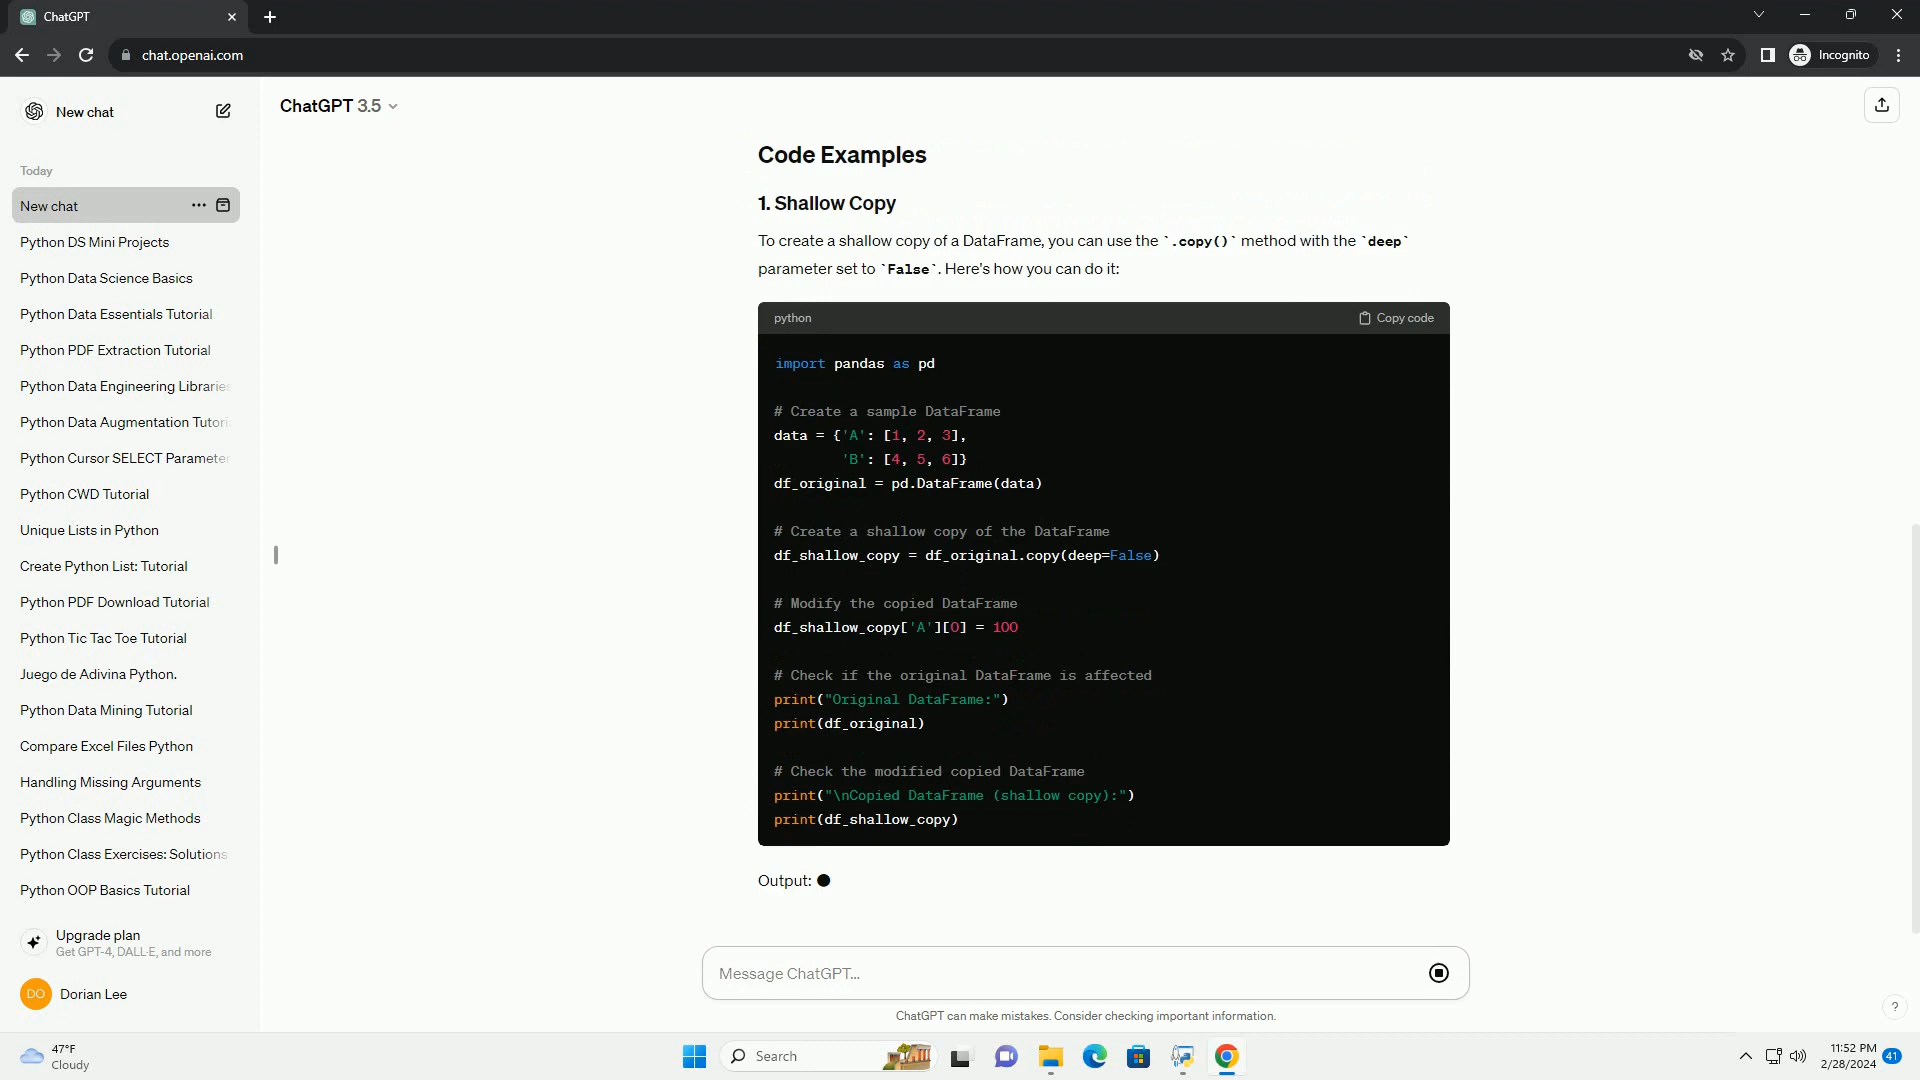 ChatGPT
chat.openai.com
Incognito
New chat
ChatGPT 3.5
Today
New chat
Python DS Mini Projects
Python Data Science Basics
Python Data Essentials Tutorial
Python PDF Extraction Tutorial
Python Data Engineering Libraries
Python Data Augmentation Tutori
Python Cursor SELECT Parameter
Python CWD Tutorial
Unique Lists in Python
Create Python List: Tutorial
Python PDF Download Tutorial
Python Tic Tac Toe Tutorial
Juego de Adivina Python.
Python Data Mining Tutorial
Compare Excel Files Python
Handling Missing Arguments
Python Class Magic Methods
Python Class Exercises: Solutions
Python OOP Basics Tutorial
Upgrade plan
Get GPT-4, DALL·E, and more
DO Dorian Lee
Code Examples
1. Shallow Copy
To create a shallow copy of a DataFrame, you can use the `.copy()` method with the `deep`
parameter set to `False`. Here's how you can do it:
python
Copy code
import pandas as pd
# Create a sample DataFrame
data = {'A': [1, 2, 3],
'B': [4, 5, 6]}
df_original = pd.DataFrame(data)
# Create a shallow copy of the DataFrame
df_shallow_copy = df_original.copy(deep=False)
# Modify the copied DataFrame
df_shallow_copy['A'][0] = 100
# Check if the original DataFrame is affected
print("Original DataFrame:")
print(df_original)
# Check the modified copied DataFrame
print("\nCopied DataFrame (shallow copy):")
print(df_shallow_copy)
Output:
Message ChatGPT...
ChatGPT can make mistakes. Consider checking important information.
?
47°F
Cloudy
Search
11:52 PM
2/28/2024
41